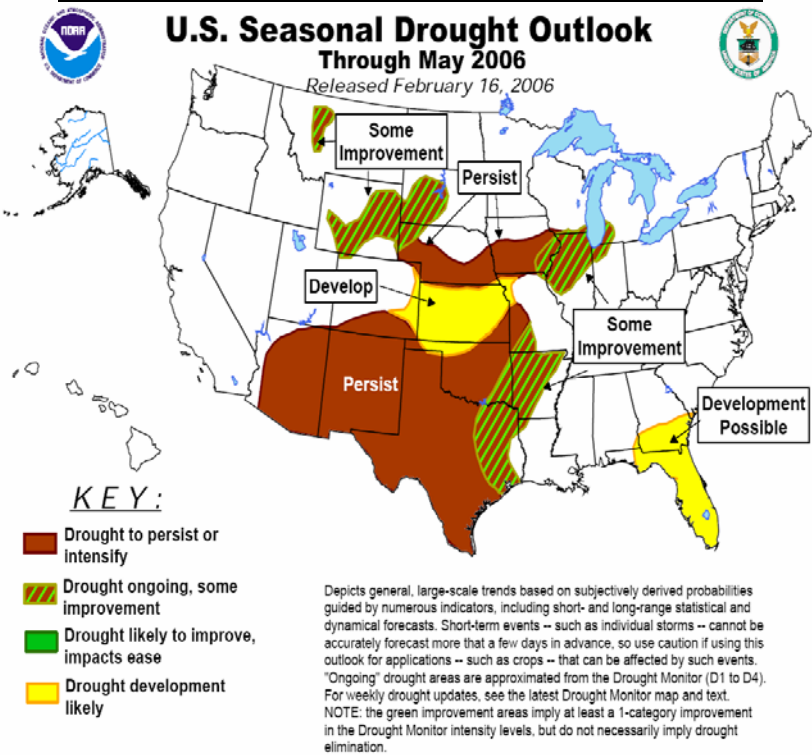 U.S. Seasonal Drought Outlook
Through May 2006
Released February 16, 2006
NOAA
Some
Improvement
Persist
Develop
Some
Improvement
Persist
Development
Possible
KEY:
Drought to persist or
intensify
Drought ongoing, some
improvement
Drought likely to improve,
impacts ease
Drought development
likely
Depicts general, large-scale trends based on subjectively derived probabilities
guided by numerous indicators, including short- and long-range statistical and
dynamical forecasts. Short-term events -- such as individual storms -- cannot be
accurately forecast more that a few days in advance, so use caution if using this
outlook for applications -- such as crops -- that can be affected by such events.
"Ongoing" drought areas are approximated from the Drought Monitor (D1 to D4).
For weekly drought updates, see the latest Drought Monitor map and text.
NOTE: the green improvement areas imply at least a 1-category improvement
in the Drought Monitor intensity levels, but do not necessarily imply drought
elimination.